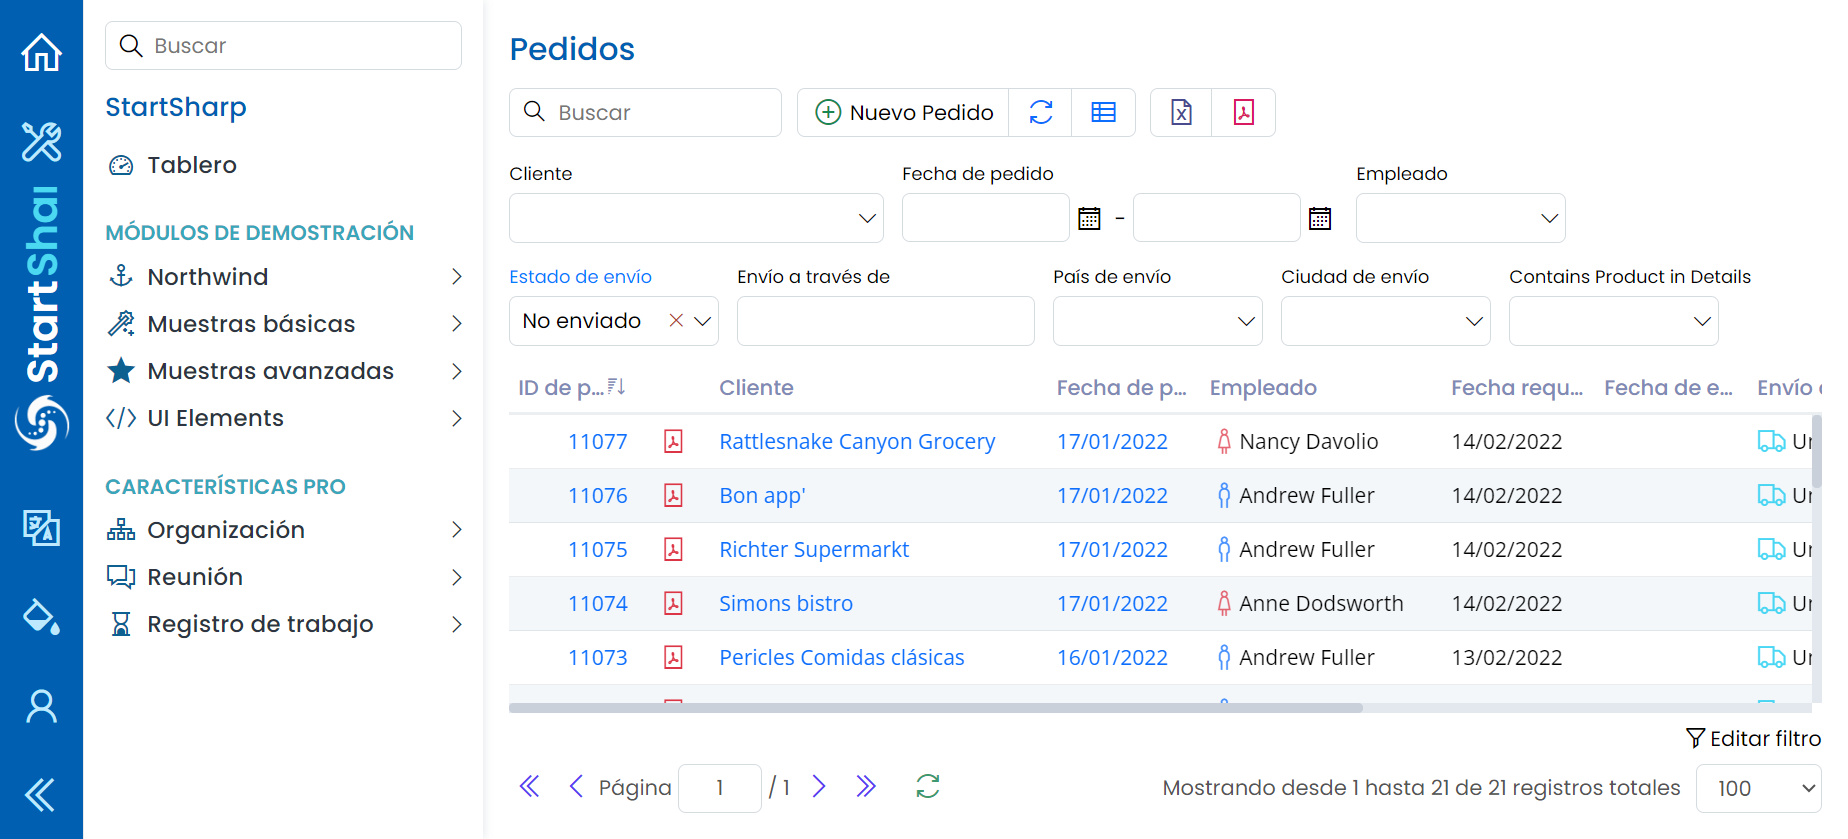 StartShar
Buscar
StartSharp
Tablero
MÓDULOS DE DEMOSTRACIÓN
Northwind
Muestras básicas
Muestras avanzadas
UI Elements
CARACTERÍSTICAS PRO
Organización
Reunión
Registro de trabajo
Pedidos
Buscar
Nuevo Pedido
Cliente
Fecha de pedido
Empleado
-
Estado de envío
Envío a través de
País de envío
Ciudad de envío
Contains Product in Details
No enviado
ID de p... Cliente Fecha de p... Empleado Fecha requ... Fecha de e... Envío
11077 Rattlesnake Canyon Grocery 17/01/2022 Nancy Davolio 14/02/2022
11076 Bon app' 17/01/2022 Andrew Fuller 14/02/2022
11075 Richter Supermarkt 17/01/2022 Andrew Fuller 14/02/2022
11074 Simons bistro 17/01/2022 Anne Dodsworth 14/02/2022
11073 Pericles Comidas clásicas 16/01/2022 Andrew Fuller 13/02/2022
Editar filtro
Página 1 / 1
Mostrando desde 1 hasta 21 de 21 registros totales 100